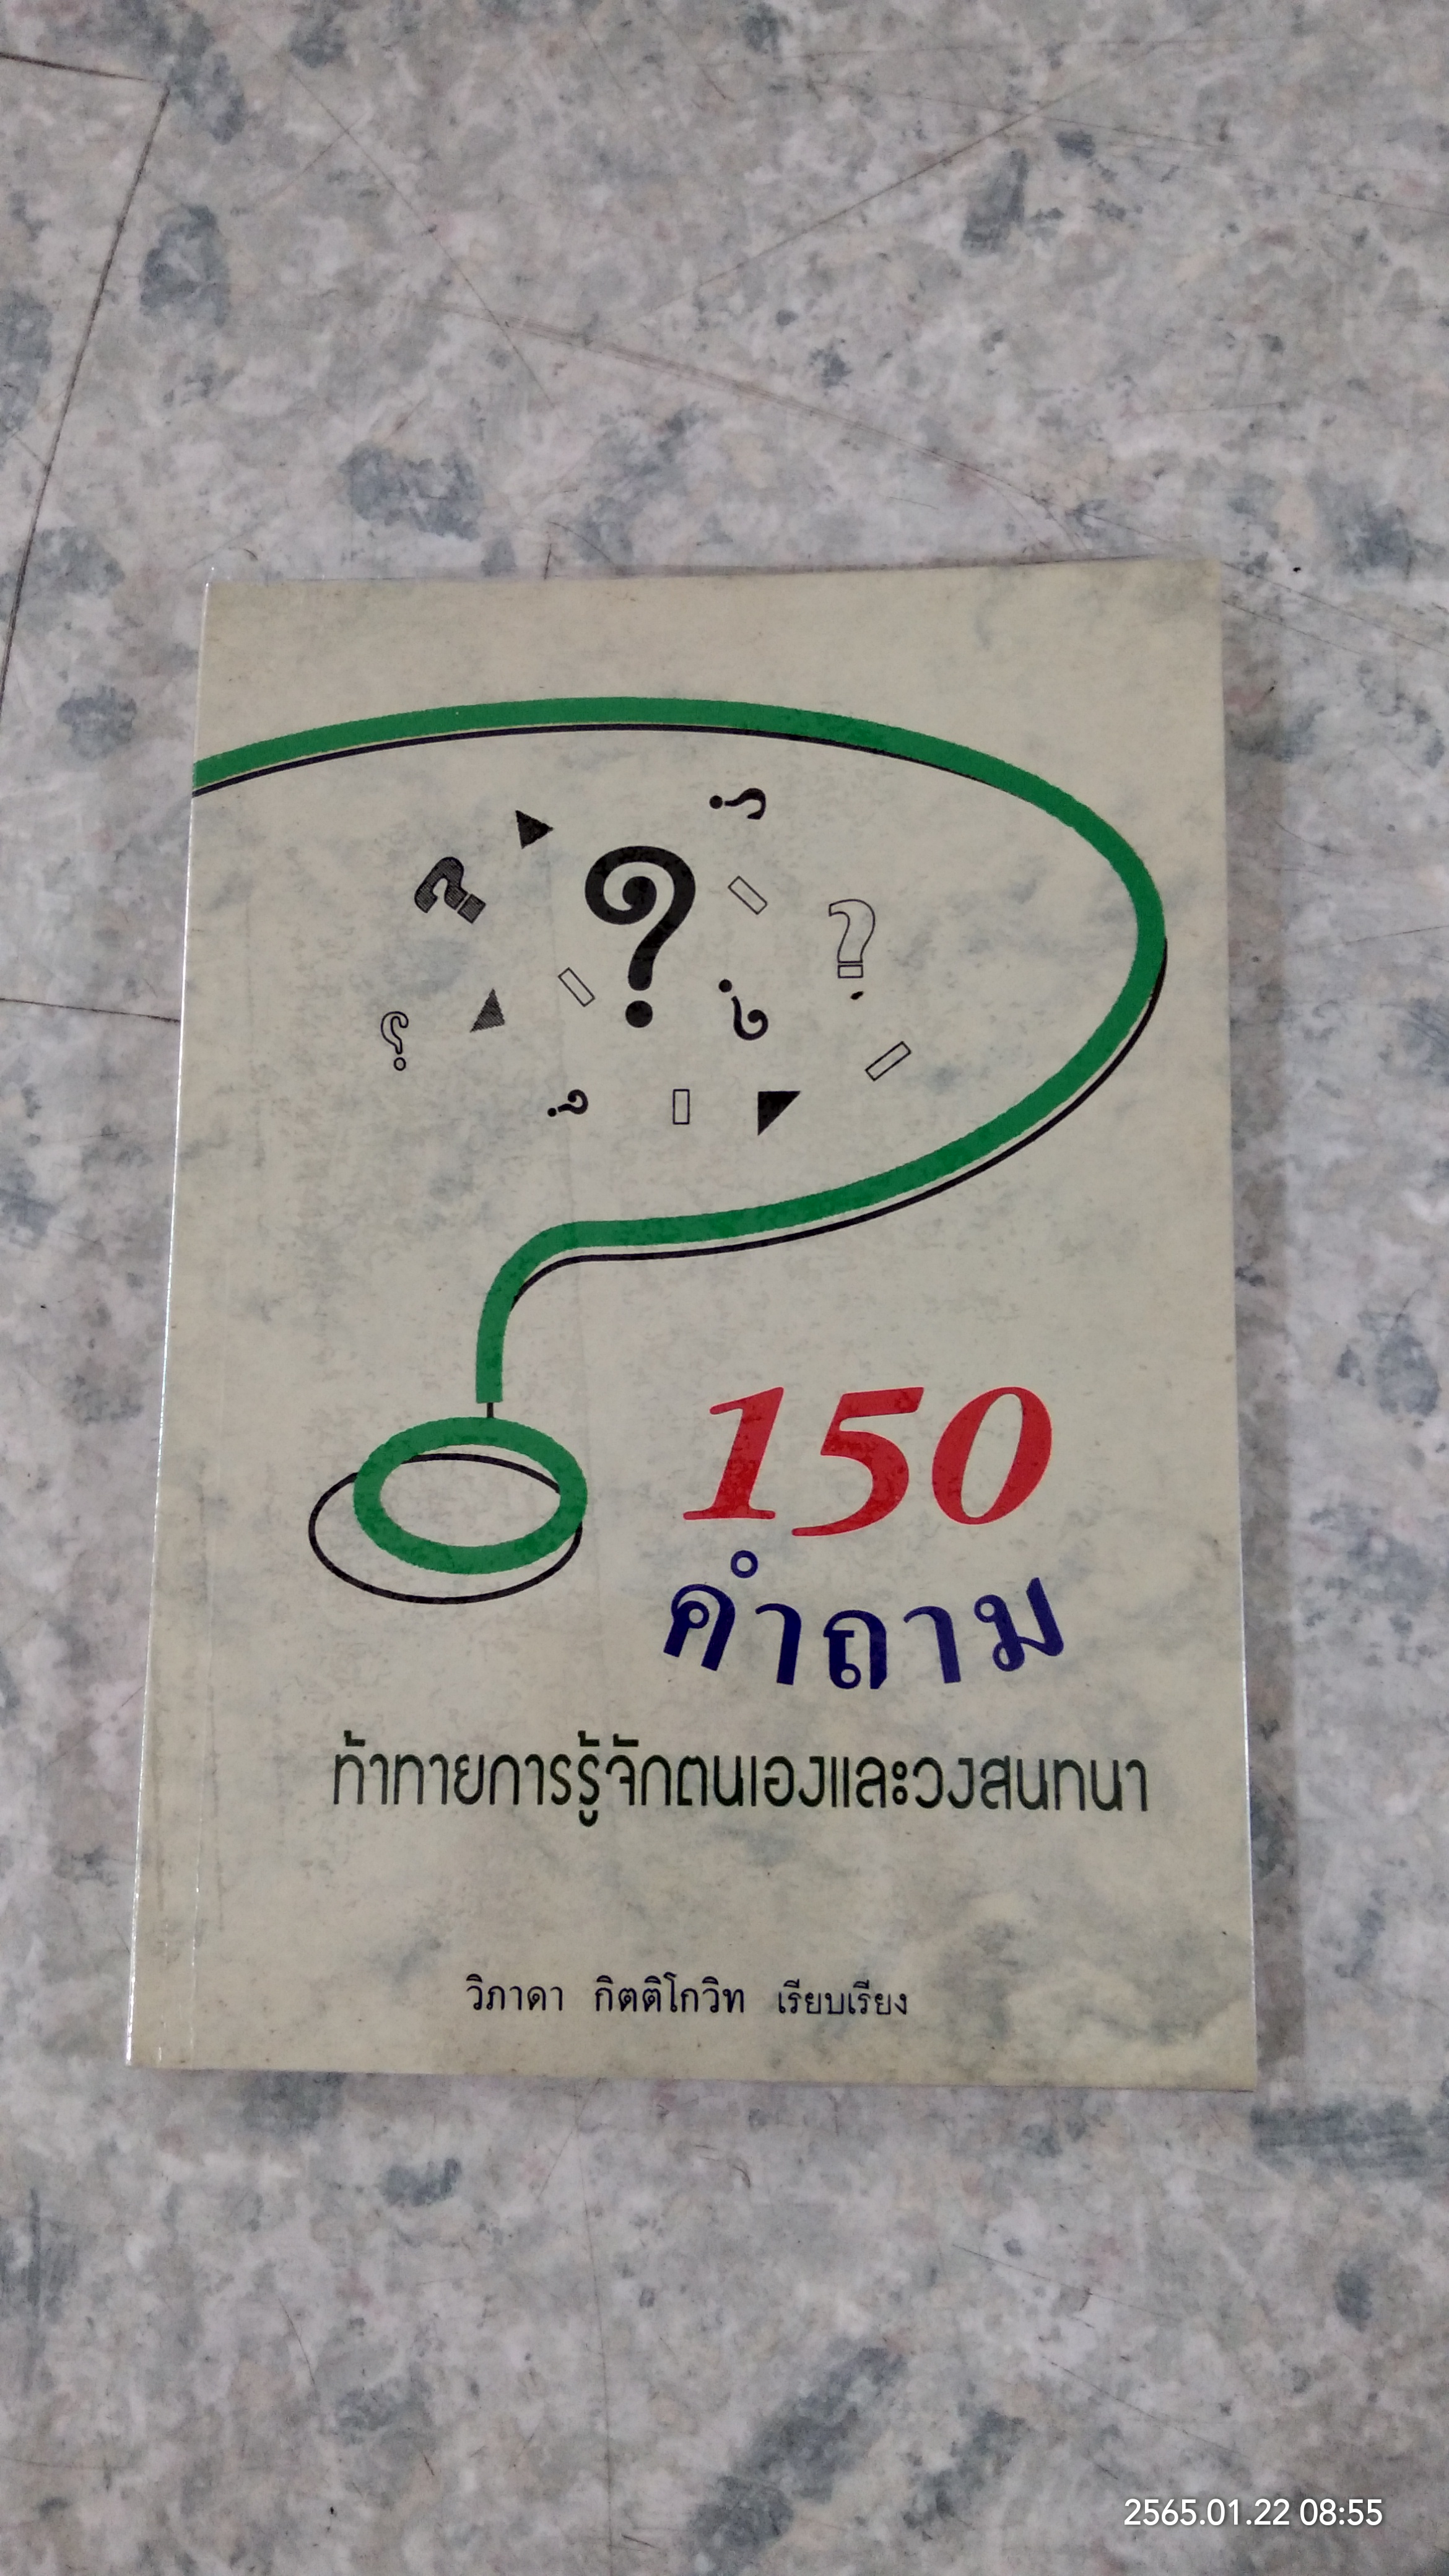 150
คำถาม
ท้าทายการรู้จักตนเองและวงสนทนา
วิภาดา กิตติโกวิท เรียบเรียง
2565.01.22 08:55